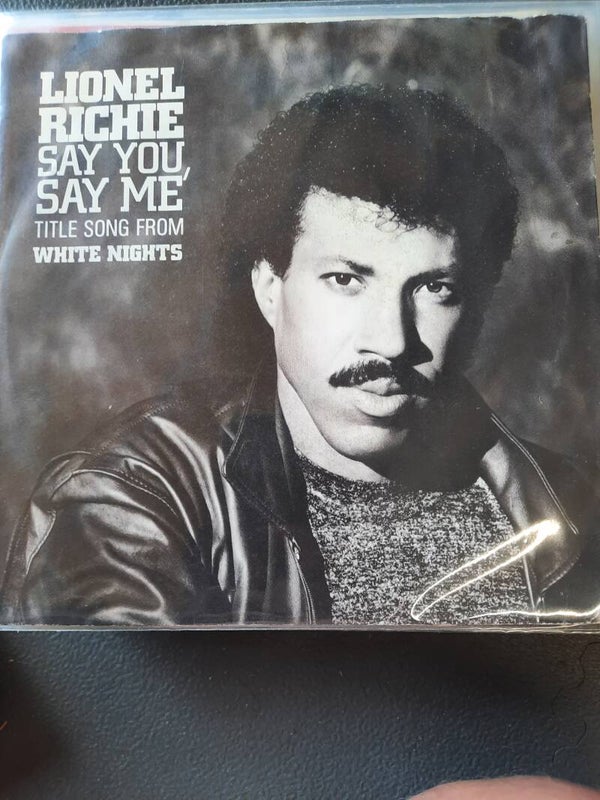 LIONEL
RICHIE
SAY YOU,
SAY ME
TITLE SONG FROM
WHITE NIGHTS